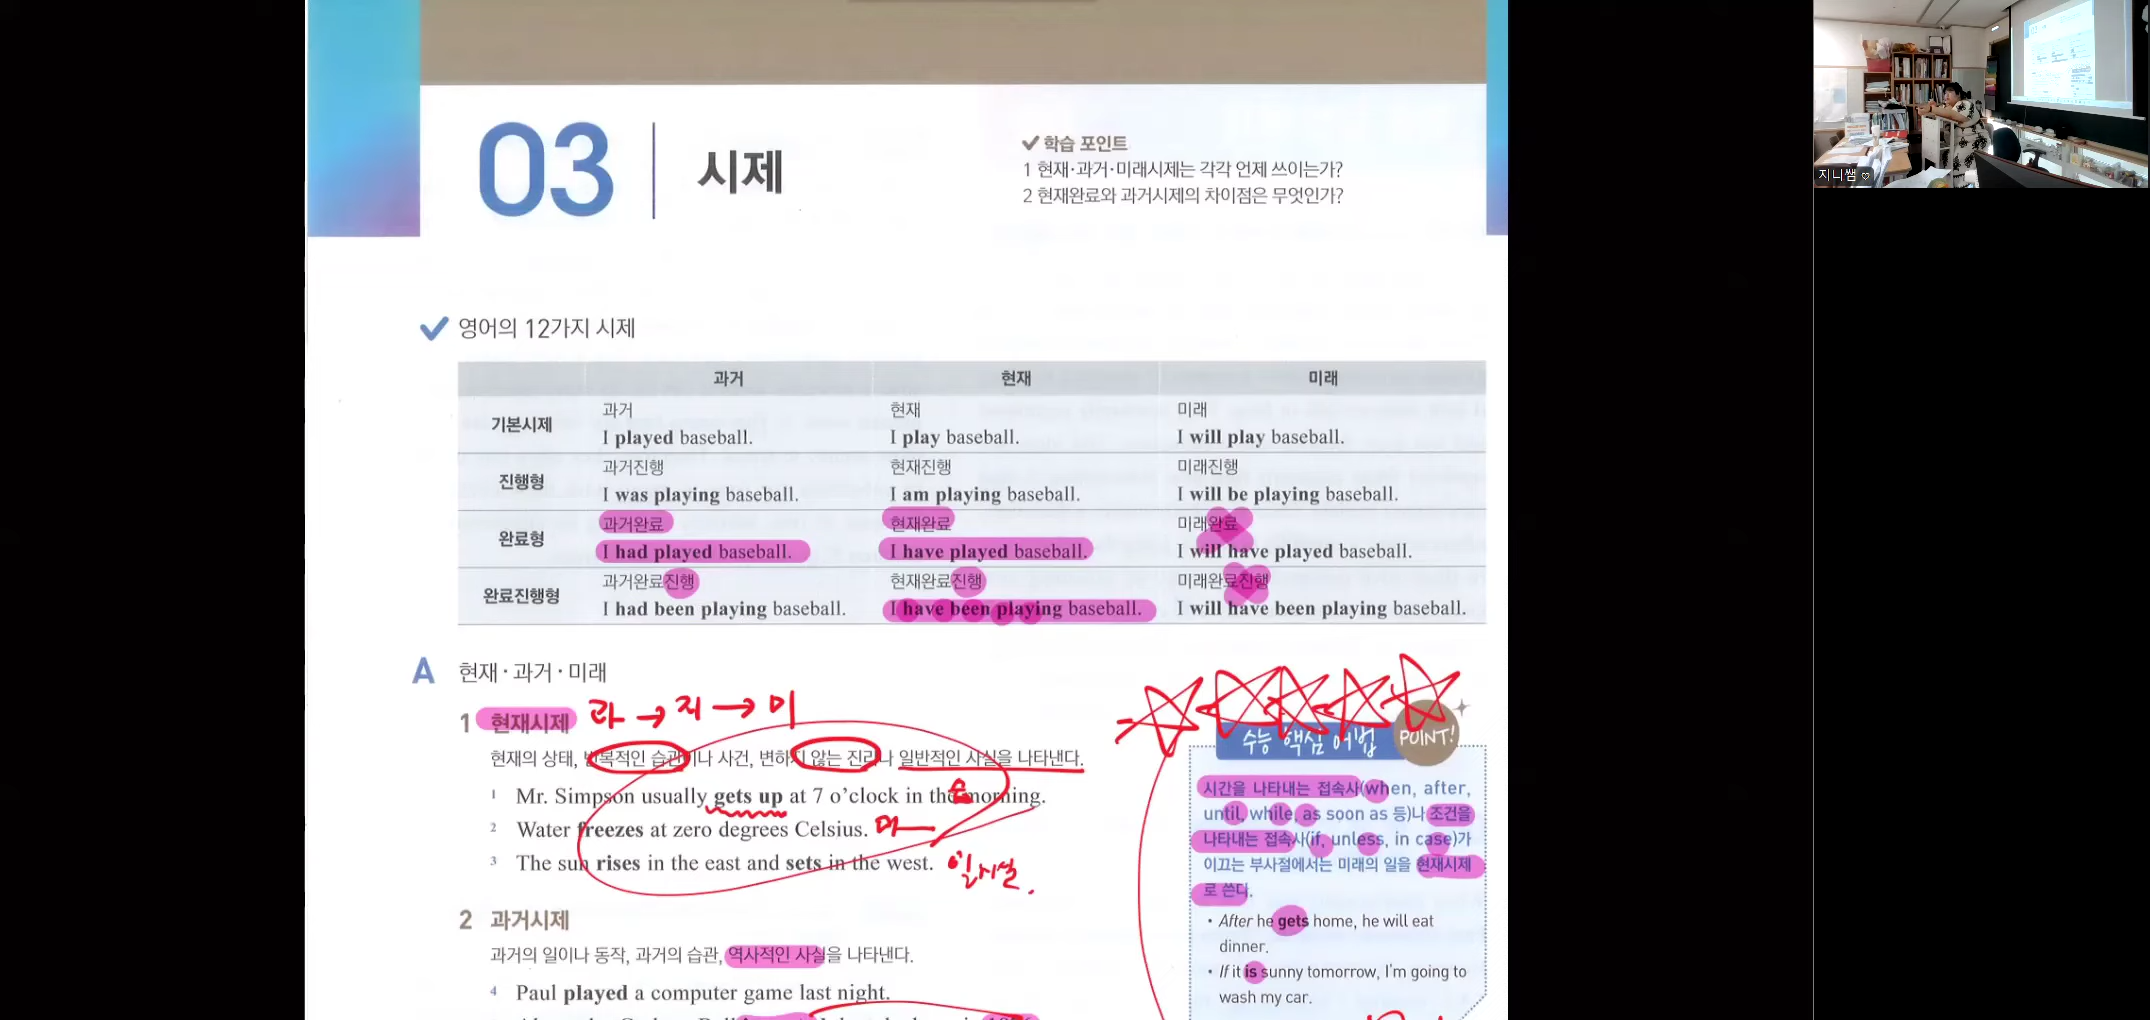 03 시제
✔ 학습 포인트
1 현재·과거·미래시제는 각각 언제 쓰이는가?
2 현재완료와 과거시제의 차이점은 무엇인가?
지니쌤 ♡
영어의 12가지 시제
과거 현재 미래
기본시제
과거 현재 미래
I played baseball. I play baseball. I will play baseball.
진행형
과거진행 현재진행 미래진행
I was playing baseball. I am playing baseball. I will be playing baseball.
완료형
과거완료 현재완료 미래완료
I had played baseball. I have played baseball. I will have played baseball.
완료진행형
과거완료진행 현재완료진행 미래완료진행
I had been playing baseball. I have been playing baseball. I will have been playing baseball.
A 현재·과거·미래
1 현재시제 과→지→미
현재의 상태, 반복적인 습관이나 사건, 변하지 않는 진리나 일반적인 사실을 나타낸다.
1 Mr. Simpson usually gets up at 7 o'clock in the morning.
2 Water freezes at zero degrees Celsius.
3 The sun rises in the east and sets in the west.
2 과거시제
과거의 일이나 동작, 과거의 습관, 역사적인 사실을 나타낸다.
4 Paul played a computer game last night.
수능 핵심 어법 POINT!
시간을 나타내는 접속사(when, after,
until, while, as soon as 등)나 조건을
나타내는 접속사(if, unless, in case)가
이끄는 부사절에서는 미래의 일을 현재시제
로 쓴다.
• After he gets home, he will eat
dinner.
• If it is sunny tomorrow, I'm going to
wash my car.